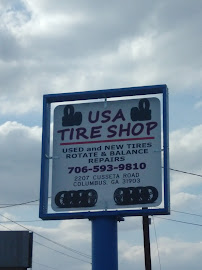 USA
TIRE SHOP
USED and NEW TIRES
ROTATE & BALANCE
REPAIRS
706-593-9810
2207 CUSSETA ROAD
COLUMBUS, GA 31903